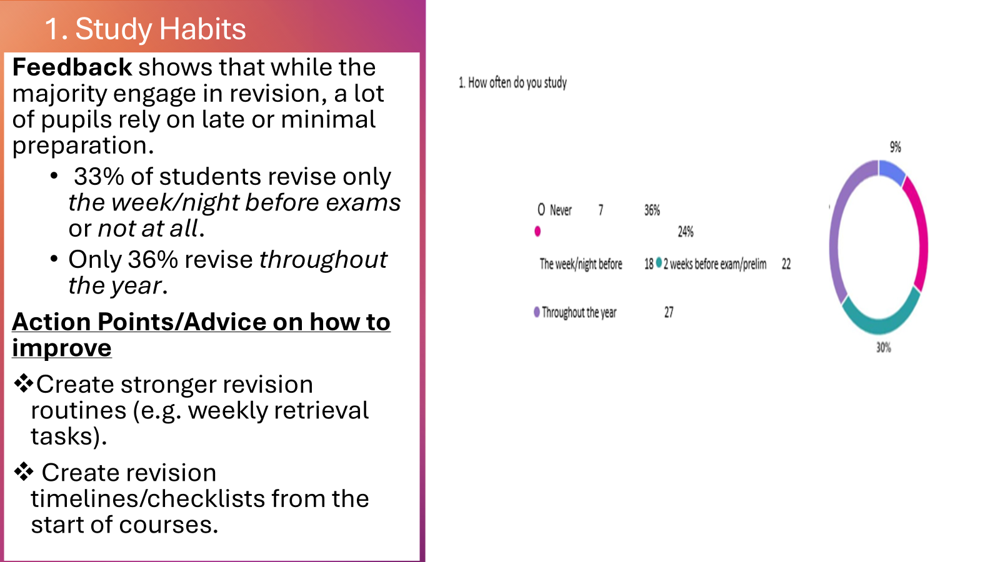 1. Study Habits
Feedback shows that while the
majority engage in revision, a lot
of pupils rely on late or minimal
preparation.
• 33% of students revise only
the week/night before exams
or not at all.
• Only 36% revise throughout
the year.
Action Points/Advice on how to
improve
❖Create stronger revision
routines (e.g. weekly retrieval
tasks).
❖ Create revision
timelines/checklists from the
start of courses.
1. How often do you study
9%
Never 7 36%
24%
The week/night before 18 2 weeks before exam/prelim 22
Throughout the year 27
30%